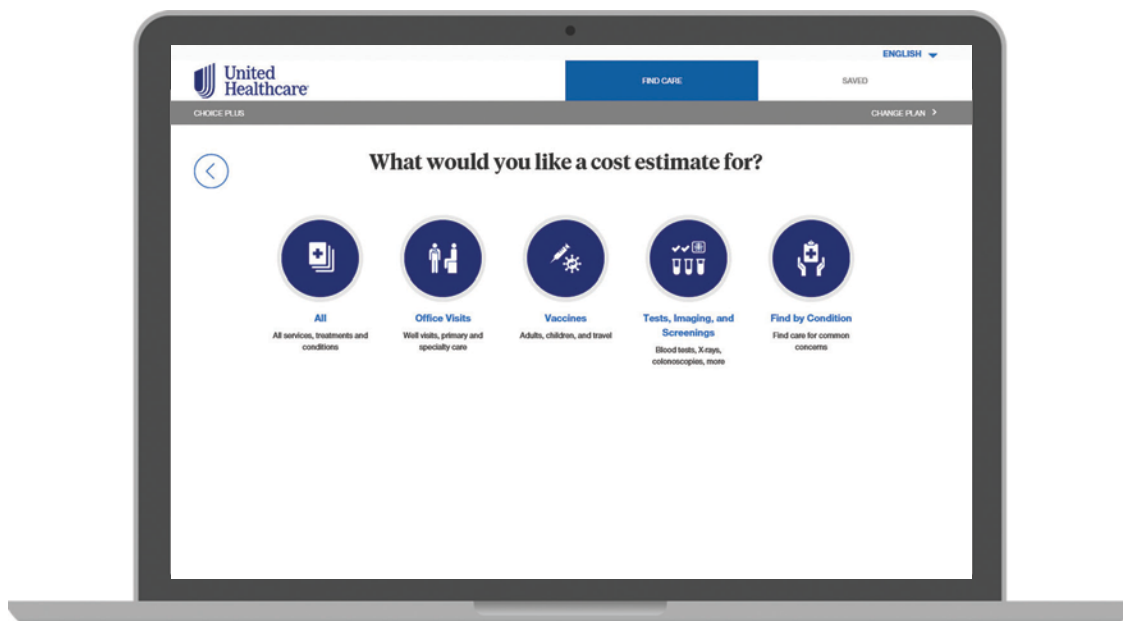 ENGLISH
United
Healthcare
FIND CARE
SAVED
CHOICE PLUS
CHANGE PLAN
What would you like a cost estimate for?
All
All services, treatments and
conditions
Office Visits
Well visits, primary and
specialty care
Vaccines
Adults, children, and travel
Tests, Imaging, and
Screenings
Blood tests, X-rays,
colonoscopies, more
Find by Condition
Find care for common
concerns